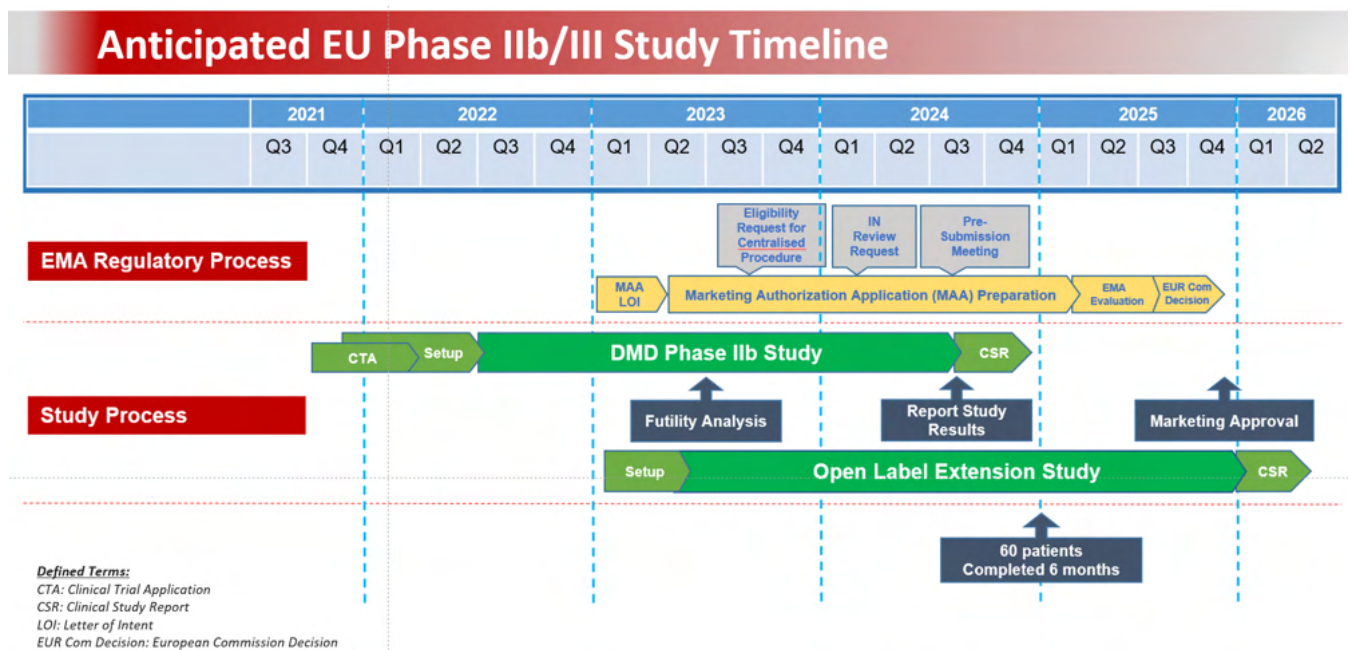 Anticipated EU Phase IIb/III Study Timeline
2021 2022 2023 2024 2025 2026
Q3 Q4 Q1 Q2 Q3 Q4 Q1 Q2 Q3 Q4 Q1 Q2 Q3 Q4 Q1 Q2 Q3 Q4 Q1 Q2
EMA Regulatory Process
Eligibility
Request for
Centralised
Procedure
IN
Review
Request
Pre-
Submission
Meeting
MAA
LOI
Marketing Authorization Application (MAA) Preparation
EMA
Evaluation
EUR Com
Decision
Study Process
CTA
Setup
DMD Phase IIb Study
CSR
Futility Analysis
Report Study
Results
Marketing Approval
Setup
Open Label Extension Study
CSR
60 patients
Completed 6 months
Defined Terms:
CTA: Clinical Trial Application
CSR: Clinical Study Report
LOI: Letter of Intent
EUR Com Decision: European Commission Decision